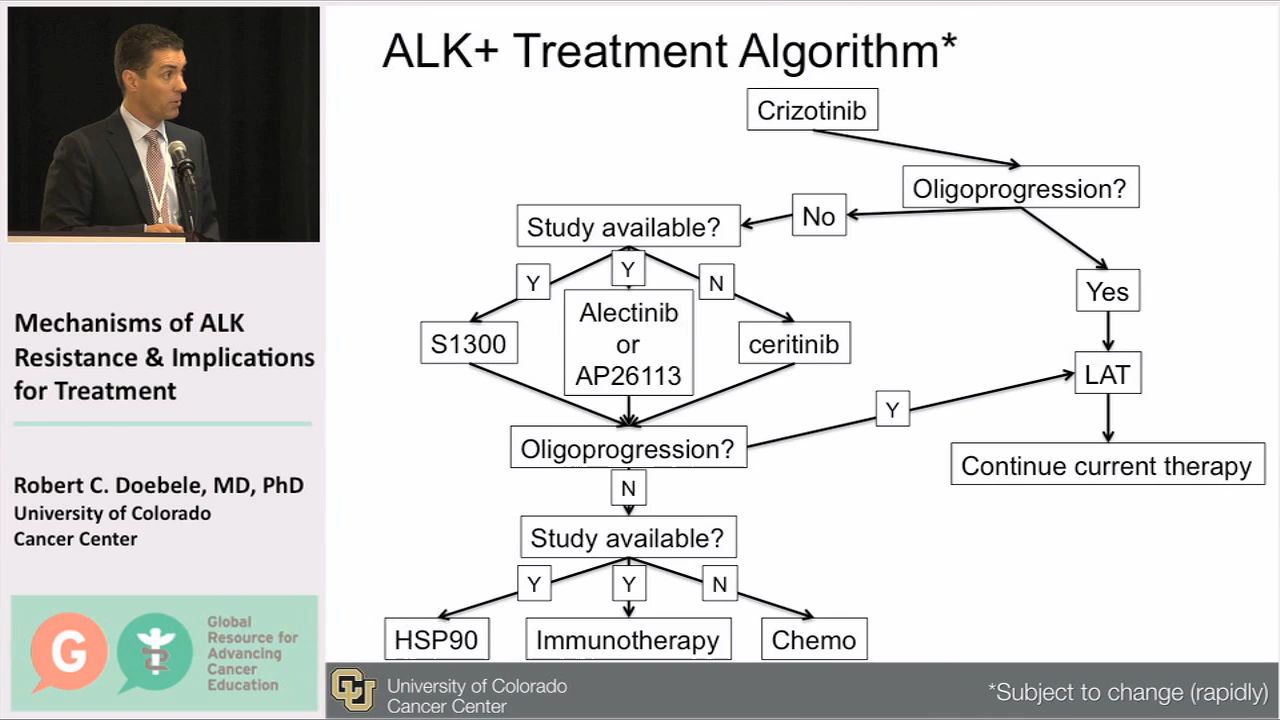 ALK+ Treatment Algorithm*
Crizotinib
Oligoprogression?
No
Study available?
Yes
Y
Y
N
S1300
Alectinib
or
AP26113
ceritinib
LAT
Y
Oligoprogression?
Continue current therapy
N
Study available?
Y
Y
N
HSP90
Immunotherapy
Chemo
Mechanisms of ALK
Resistance & Implications
for Treatment
Robert C. Doebele, MD, PhD
University of Colorado
Cancer Center
G
Global
Resource for
Advancing
Cancer
Education
CU
University of Colorado
Cancer Center
*Subject to change (rapidly)